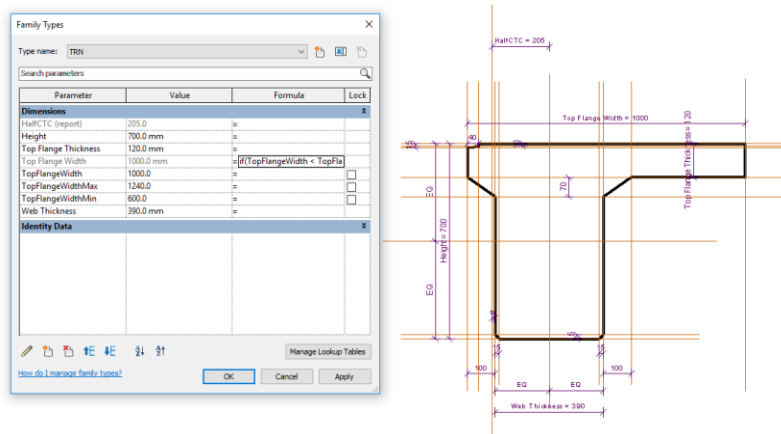 Family Types
Type name: TRN
Search parameters
Parameter Value Formula Lock
Dimensions
HalfCTC (report) 205.0 =
Height 700.0 mm =
Top Flange Thickness 120.0 mm =
Top Flange Width 1000.0 mm = if(TopFlangeWidth < TopFla
TopFlangeWidth 1000.0 =
TopFlangeWidthMax 1240.0 =
TopFlangeWidthMin 600.0 =
Web Thickness 390.0 mm =
Identity Data
Manage Lookup Tables
How do I manage family types?
OK Cancel Apply
HalfCTC = 205
Top Flange Width = 1000
15
Top Flange Thickness = 120
EQ
70
Height = 700
EQ
15
15
100
100
EQ EQ
Web Thickness = 390